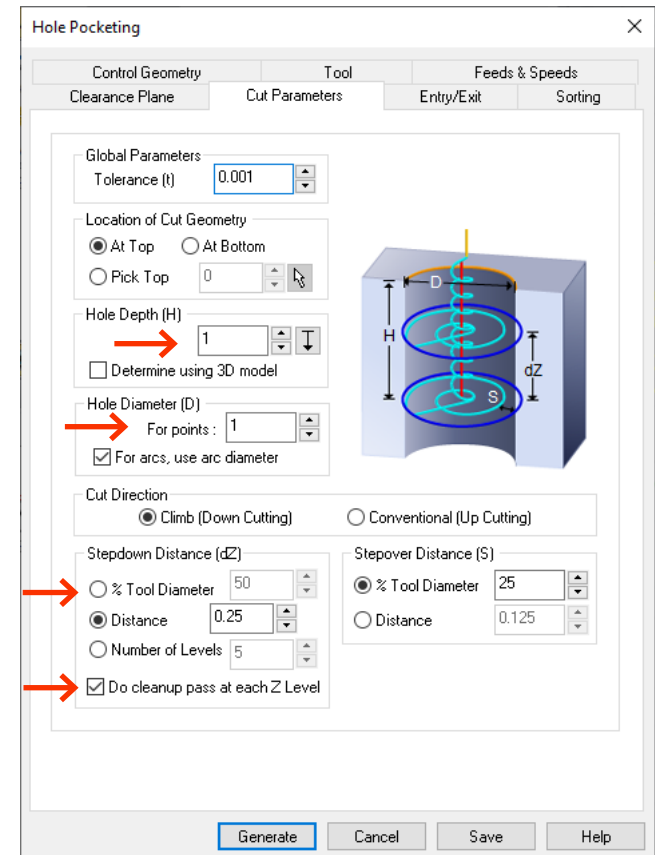 Hole Pocketing
Control Geometry Tool Feeds & Speeds
Clearance Plane Cut Parameters Entry/Exit Sorting
Global Parameters
Tolerance (t) 0.001
Location of Cut Geometry
At Top At Bottom
Pick Top 0
Hole Depth (H)
1
Determine using 3D model
Hole Diameter (D)
For points : 1
For arcs, use arc diameter
D
H
dZ
S
Cut Direction
Climb (Down Cutting) Conventional (Up Cutting)
Stepdown Distance (dZ)
% Tool Diameter 50
Distance 0.25
Number of Levels 5
Do cleanup pass at each Z Level
Stepover Distance (S)
% Tool Diameter 25
Distance 0.125
Generate Cancel Save Help